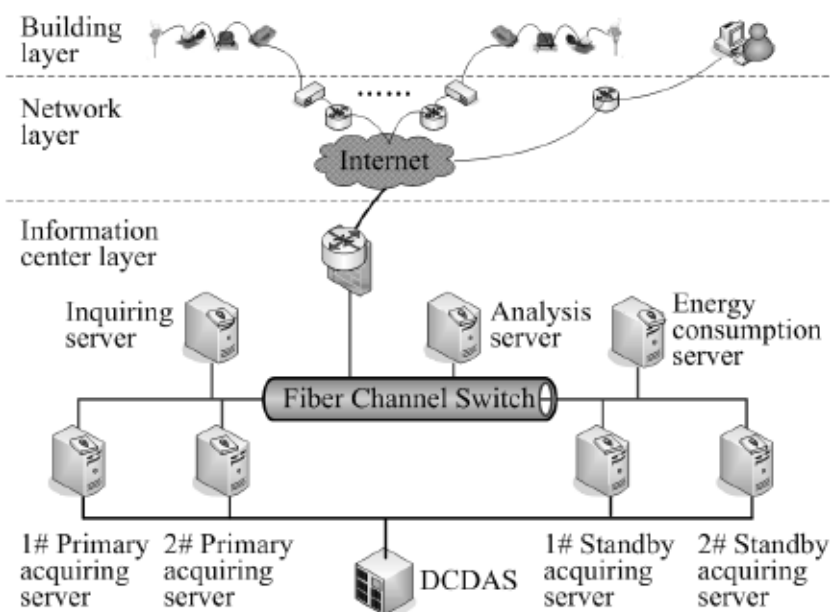 Building
layer
Network
layer
Internet
Information
center layer
Inquiring
server
Analysis
server
Energy
consumption
server
Fiber Channel Switch
1# Primary
acquiring
server
2# Primary
acquiring
server
DCDAS
1# Standby
acquiring
server
2# Standby
acquiring
server